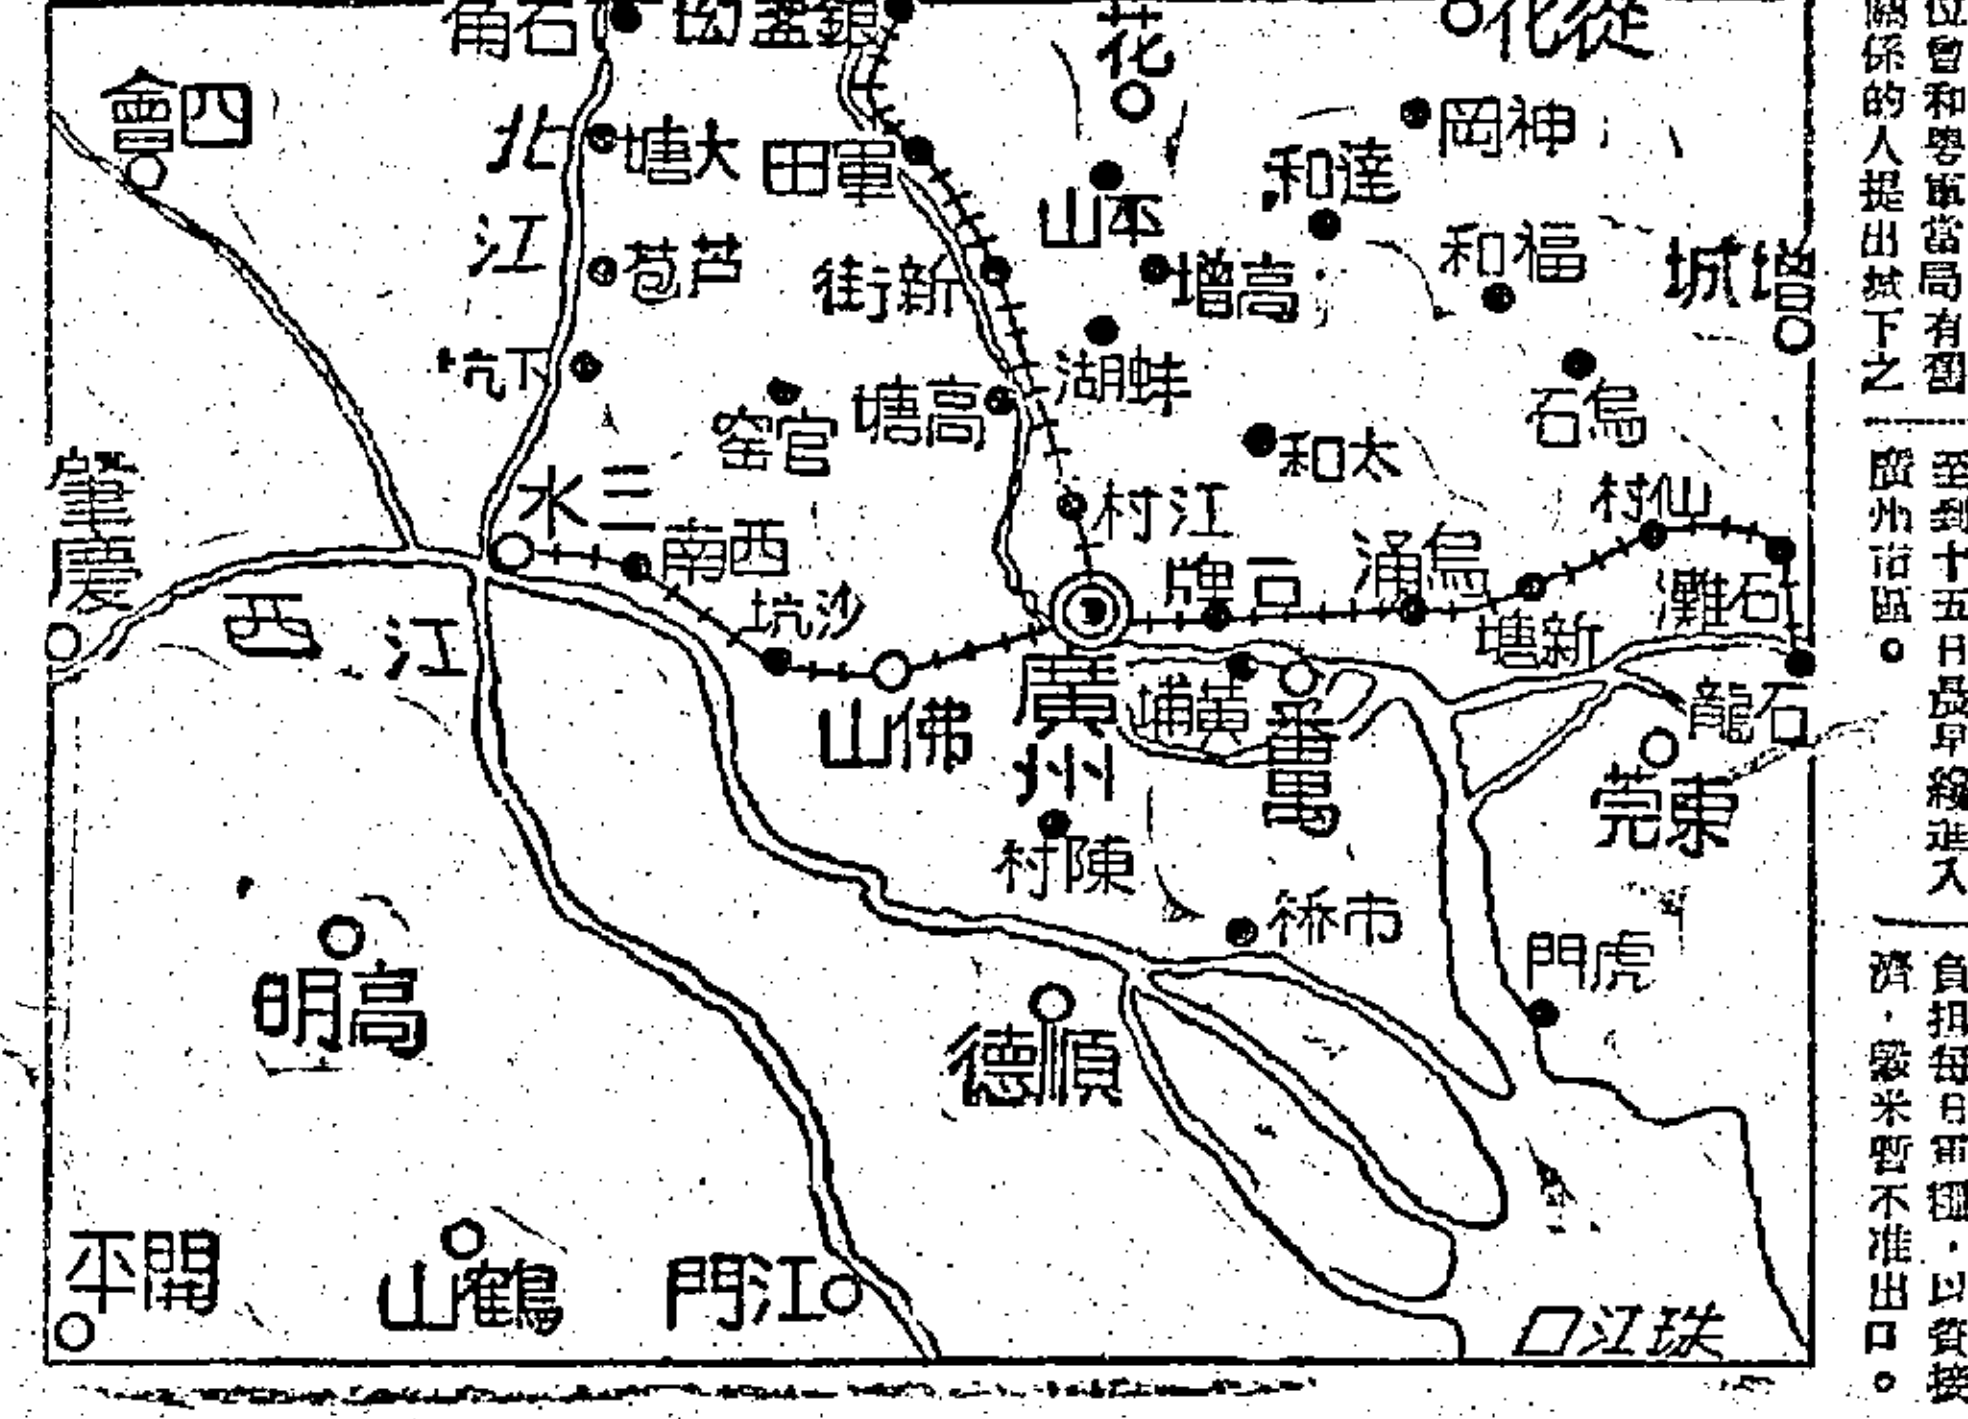 從化
花
銀盞坳
石角
四會
北江
大塘
軍田
神岡
達和
平山
福和
增城
高增
新街
芦苞
下坑
蚌湖
高塘
官窰
烏石
太和
三水
江村
仙村
西南
肇慶
烏涌
石牌
石灘
新塘
沙坑
西江
石龍
黃埔
番禺
廣州
佛山
東莞
陳村
市橋
虎門
高明
順德
開平
鶴山
江門
珠江口
位曾和粵軍當局有
關係的人提出城下之
至到十五日晨早纔進入
廣州市區。
負担每日軍糧，以資接
濟，穀米暫不准出口。